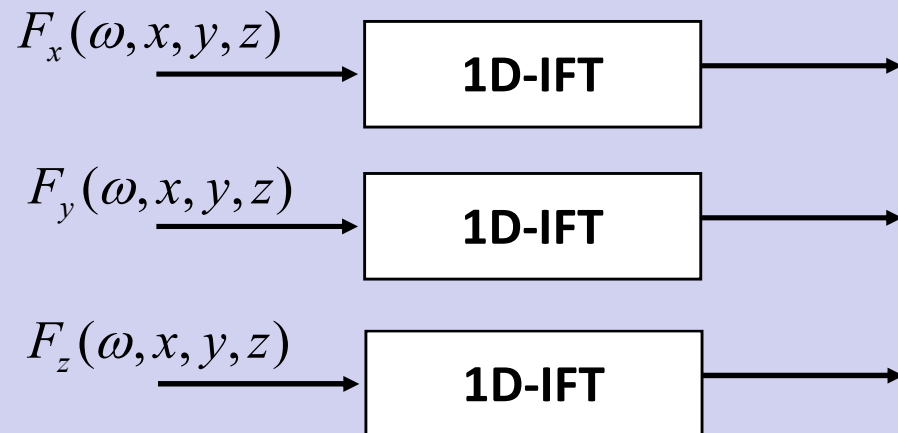 F_x(ω,x,y,z)
1D-IFT
F_y(ω,x,y,z)
1D-IFT
F_z(ω,x,y,z)
1D-IFT